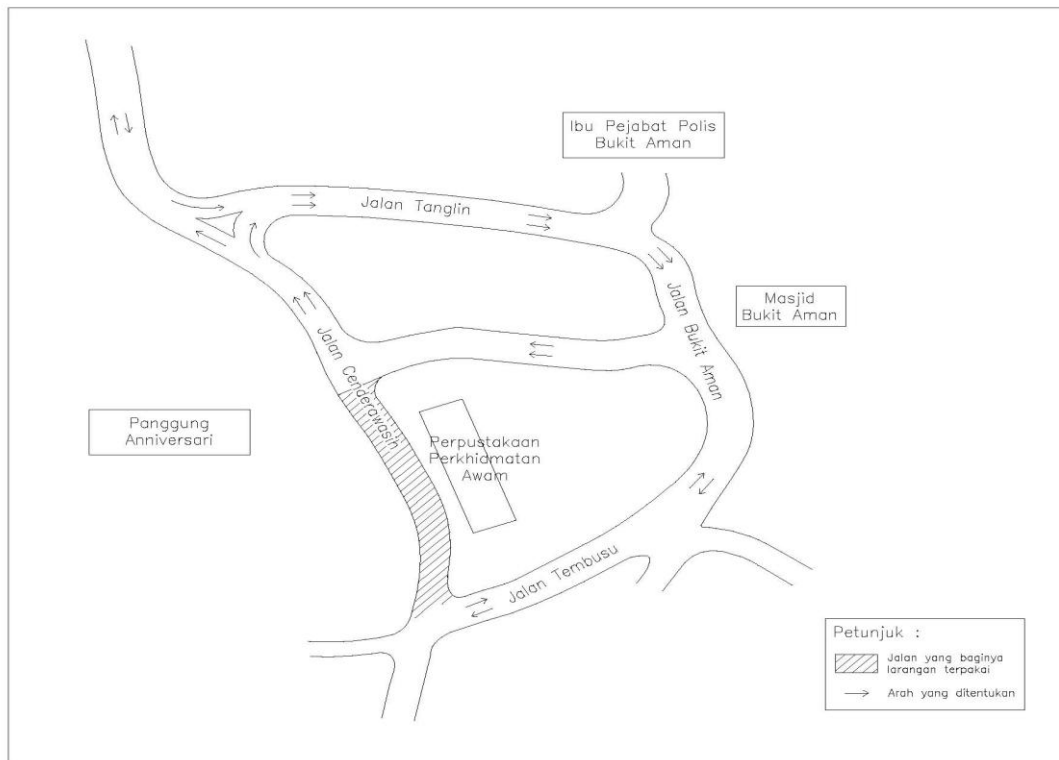 Ibu Pejabat Polis
Bukit Aman
Jalan Tanglin
Jalan Bukit Aman
Masjid
Bukit Aman
Jalan Cenderawasih
Panggung
Anniversari
Perpustakaan
Perkhiamatan
Awam
Jalan Tembusu
Petunjuk :
Jalan yang baginya
larangan terpakai
Arah yang ditentukan